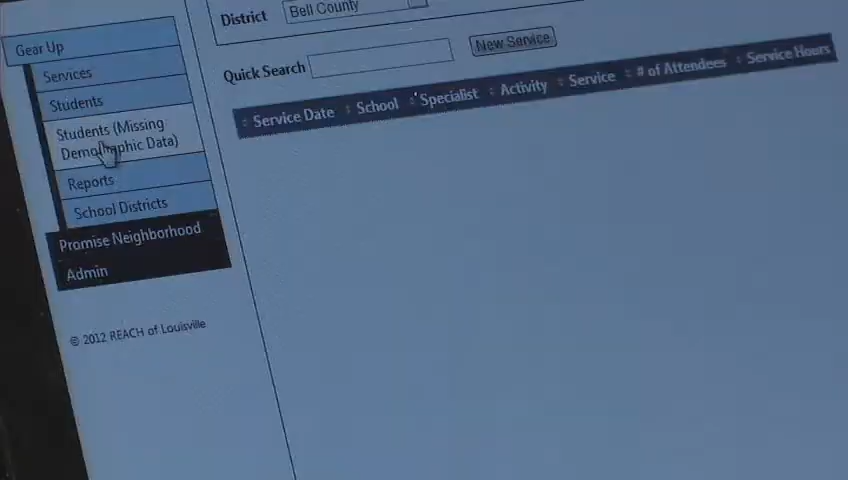 District Bell County
Gear Up
Quick Search New Service
Services
Students
Students (Missing
Demographic Data)
Reports
School Districts
Promise Neighborhood
Admin
Service Date School Specialist Activity Service # of Attendees Service Hours
© 2012 REACH of Louisville